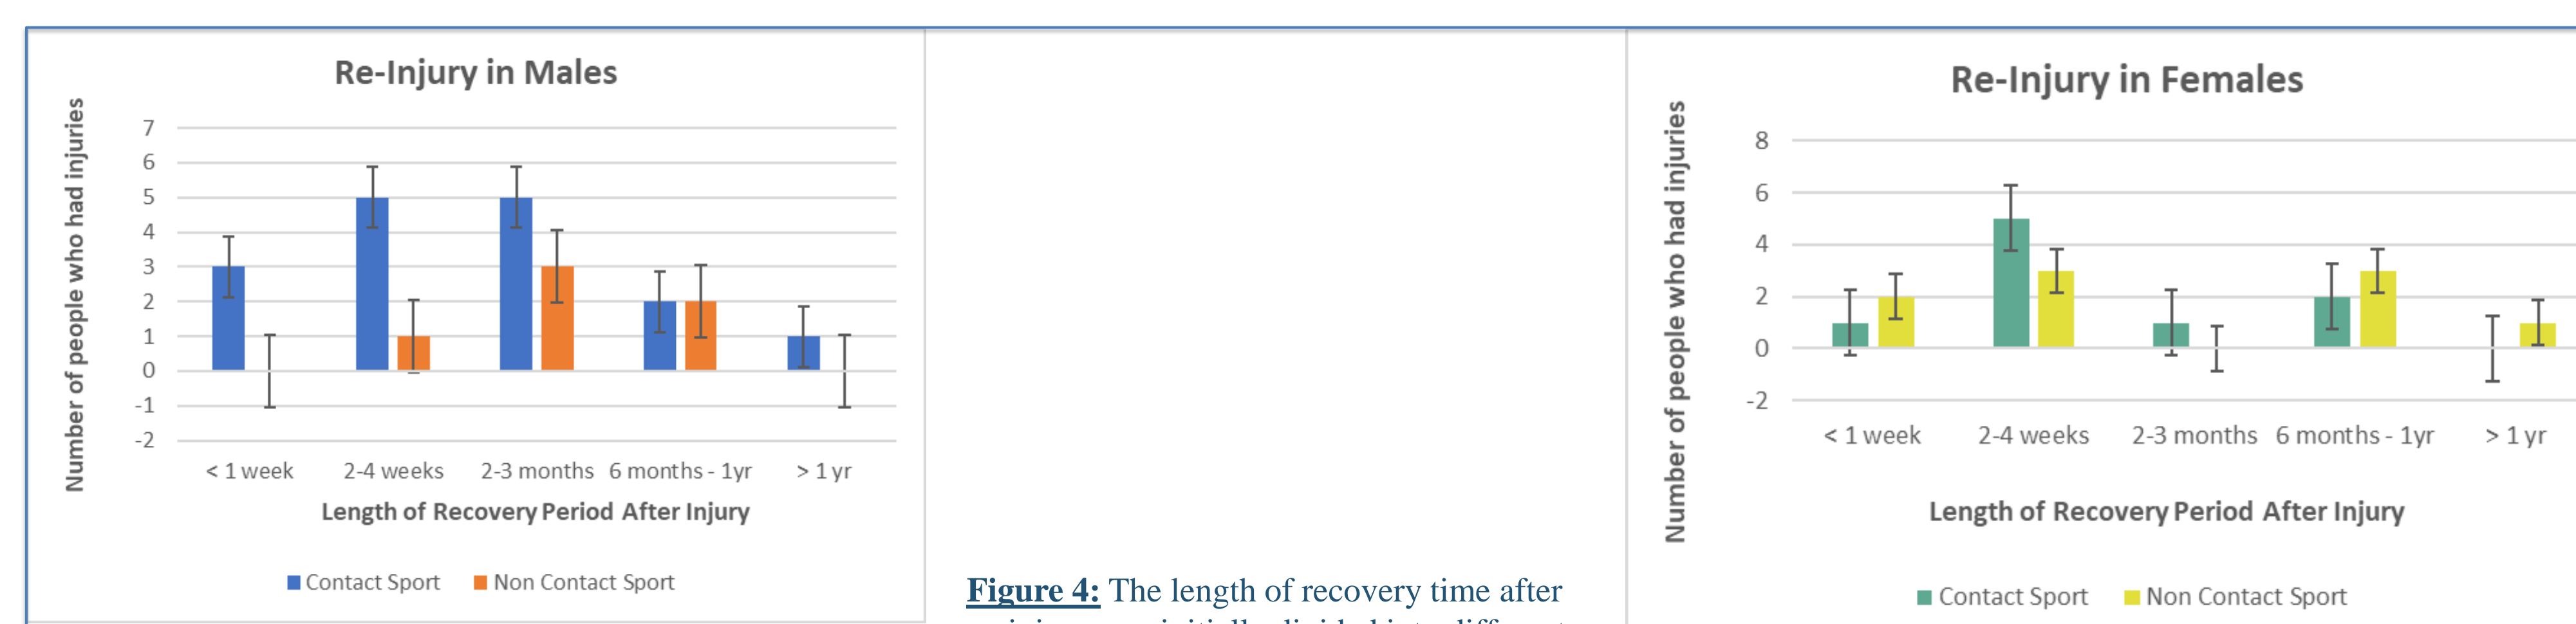 Re-Injury in Males
Number of people who had injuries
7
6
5
4
3
2
1
0
-1
-2
< 1 week 2-4 weeks 2-3 months 6 months - 1yr > 1 yr
Length of Recovery Period After Injury
Contact Sport Non Contact Sport
Figure 4: The length of recovery time after
Re-Injury in Females
Number of people who had injuries
8
6
4
2
0
-2
< 1 week 2-4 weeks 2-3 months 6 months - 1yr > 1 yr
Length of Recovery Period After Injury
Contact Sport Non Contact Sport